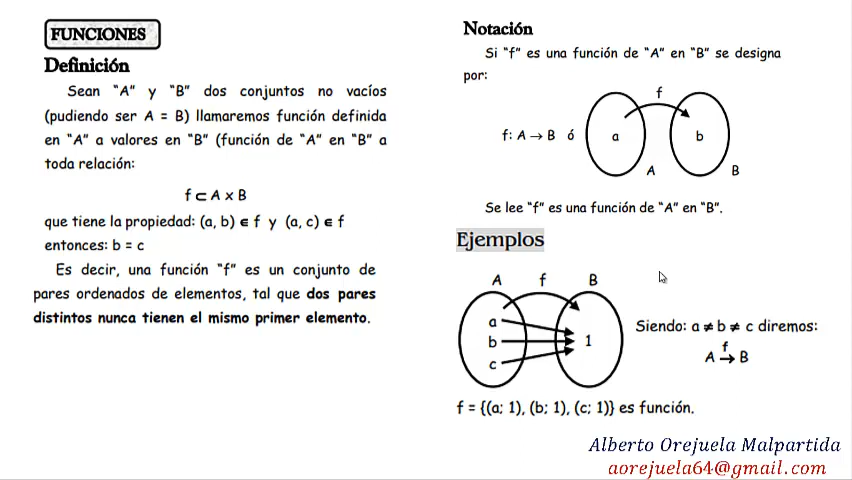 FUNCIONES
Definición
Sean "A" y "B" dos conjuntos no vacíos
(pudiendo ser A = B) llamaremos función definida
en "A" a valores en "B" (función de "A" en "B" a
toda relación:
f ⊂ A x B
que tiene la propiedad: (a, b) ∈ f y (a, c) ∈ f
entonces: b = c
Es decir, una función "f" es un conjunto de
pares ordenados de elementos, tal que dos pares
distintos nunca tienen el mismo primer elemento.
Notación
Si "f" es una función de "A" en "B" se designa
por:
f
f: A → B ó a b
A B
Se lee "f" es una función de "A" en "B".
Ejemplos
A f B
a
b 1
c
Siendo: a ≠ b ≠ c diremos:
f
A → B
f = {(a; 1), (b; 1), (c; 1)} es función.
Alberto Orejuela Malpartida
aorejuela64@gmail.com